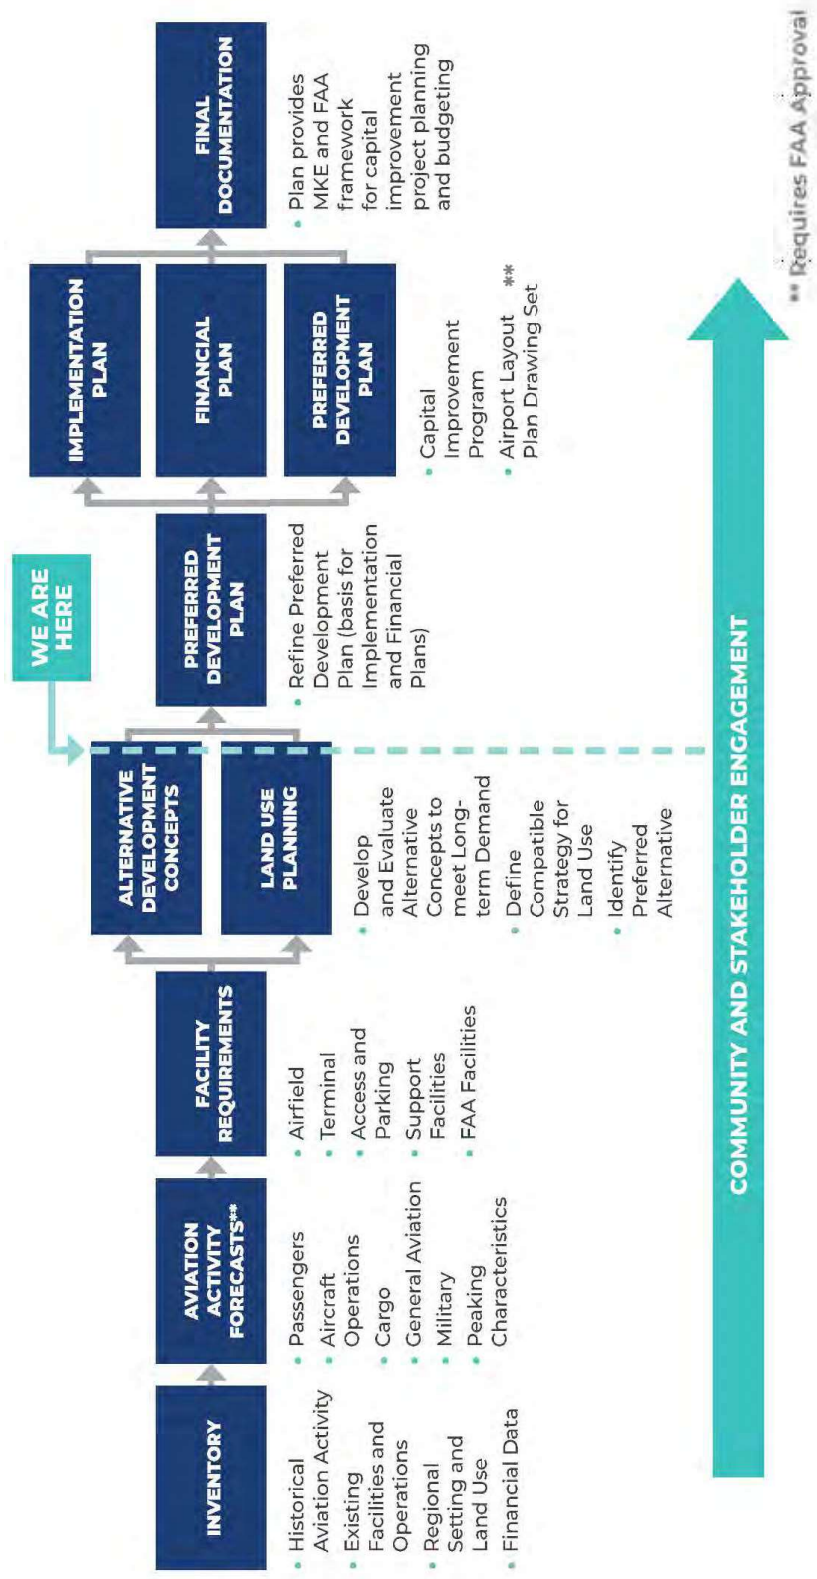 INVENTORY
• Historical
Aviation Activity
• Existing
Facilities and
Operations
• Regional
Setting and
Land Use
• Financial Data
AVIATION
ACTIVITY
FORECASTS**
• Passengers
• Aircraft
Operations
• Cargo
• General Aviation
• Military
• Peaking
Characteristics
FACILITY
REQUIREMENTS
• Airfield
• Terminal
• Access and
Parking
• Support
Facilities
• FAA Facilities
WE ARE
HERE
ALTERNATIVE
DEVELOPMENT
CONCEPTS
LAND USE
PLANNING
• Develop
and Evaluate
Alternative
Concepts to
meet Long-
term Demand
• Define
Compatible
Strategy for
Land Use
• Identify
Preferred
Alternative
PREFERRED
DEVELOPMENT
PLAN
• Refine Preferred
Development
Plan (basis for
Implementation
and Financial
Plans)
IMPLEMENTATION
PLAN
FINANCIAL
PLAN
PREFERRED
DEVELOPMENT
PLAN
• Capital
Improvement
Program
• Airport Layout **
Plan Drawing Set
FINAL
DOCUMENTATION
• Plan provides
MKE and FAA
framework
for capital
improvement
project planning
and budgeting
COMMUNITY AND STAKEHOLDER ENGAGEMENT
** Requires FAA Approval